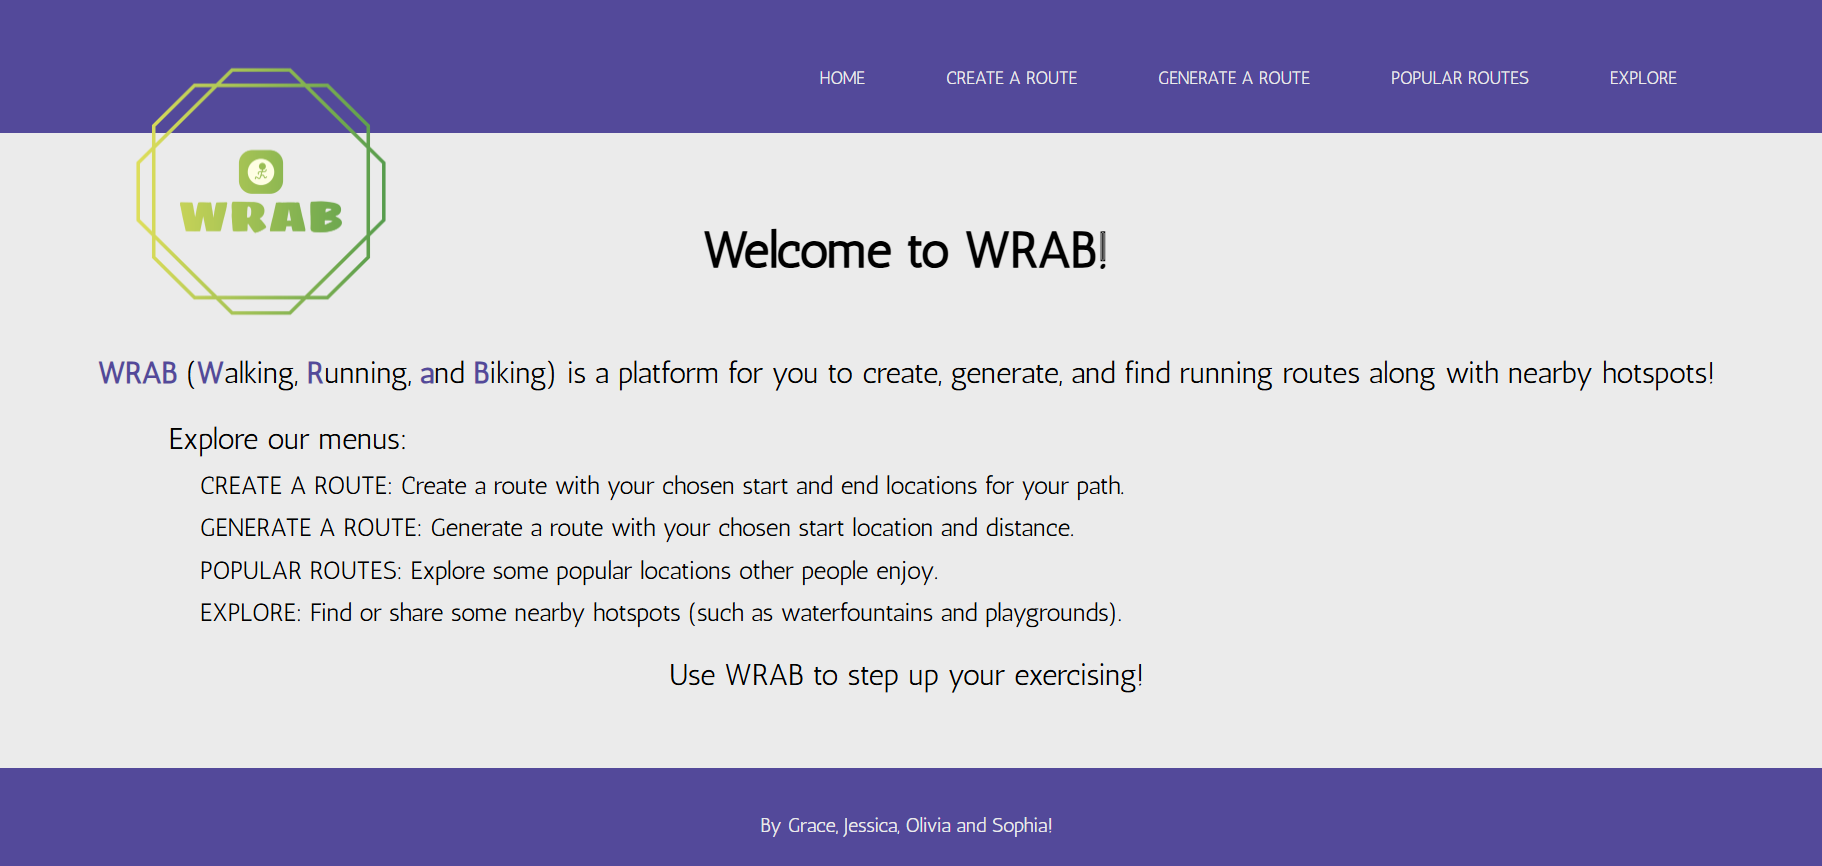 HOME CREATE A ROUTE GENERATE A ROUTE POPULAR ROUTES EXPLORE
WRAB
Welcome to WRAB!
WRAB (Walking, Running, and Biking) is a platform for you to create, generate, and find running routes along with nearby hotspots!
Explore our menus:
CREATE A ROUTE: Create a route with your chosen start and end locations for your path.
GENERATE A ROUTE: Generate a route with your chosen start location and distance.
POPULAR ROUTES: Explore some popular locations other people enjoy.
EXPLORE: Find or share some nearby hotspots (such as waterfountains and playgrounds).
Use WRAB to step up your exercising!
By Grace, Jessica, Olivia and Sophia!